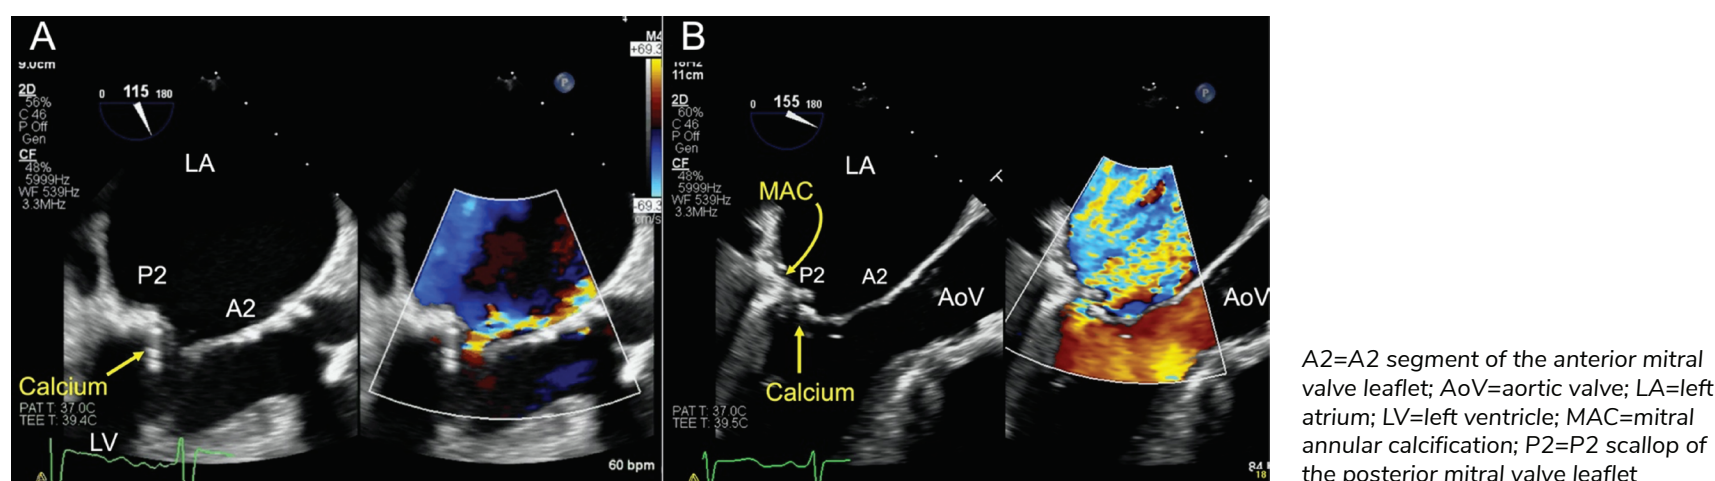 A
9.0cm
2D
56%
C 46
P Off
Gen
CF
48%
5999Hz
WF 539Hz
3.3MHz
0 115 180
P
M4
+69.3
-69.3
cm/s
LA
P2
A2
Calcium
PAT T: 37.0C
TEE T: 39.4C
LV
60 bpm
B
18Hz
11cm
2D
60%
C 46
P Off
Gen
CF
48%
5999Hz
WF 539Hz
3.3MHz
0 155 180
P
LA
MAC
P2
A2
AoV
AoV
Calcium
PAT T: 37.0C
TEE T: 39.5C
84
18
A2=A2 segment of the anterior mitral
valve leaflet; AoV=aortic valve; LA=left
atrium; LV=left ventricle; MAC=mitral
annular calcification; P2=P2 scallop of
the posterior mitral valve leaflet